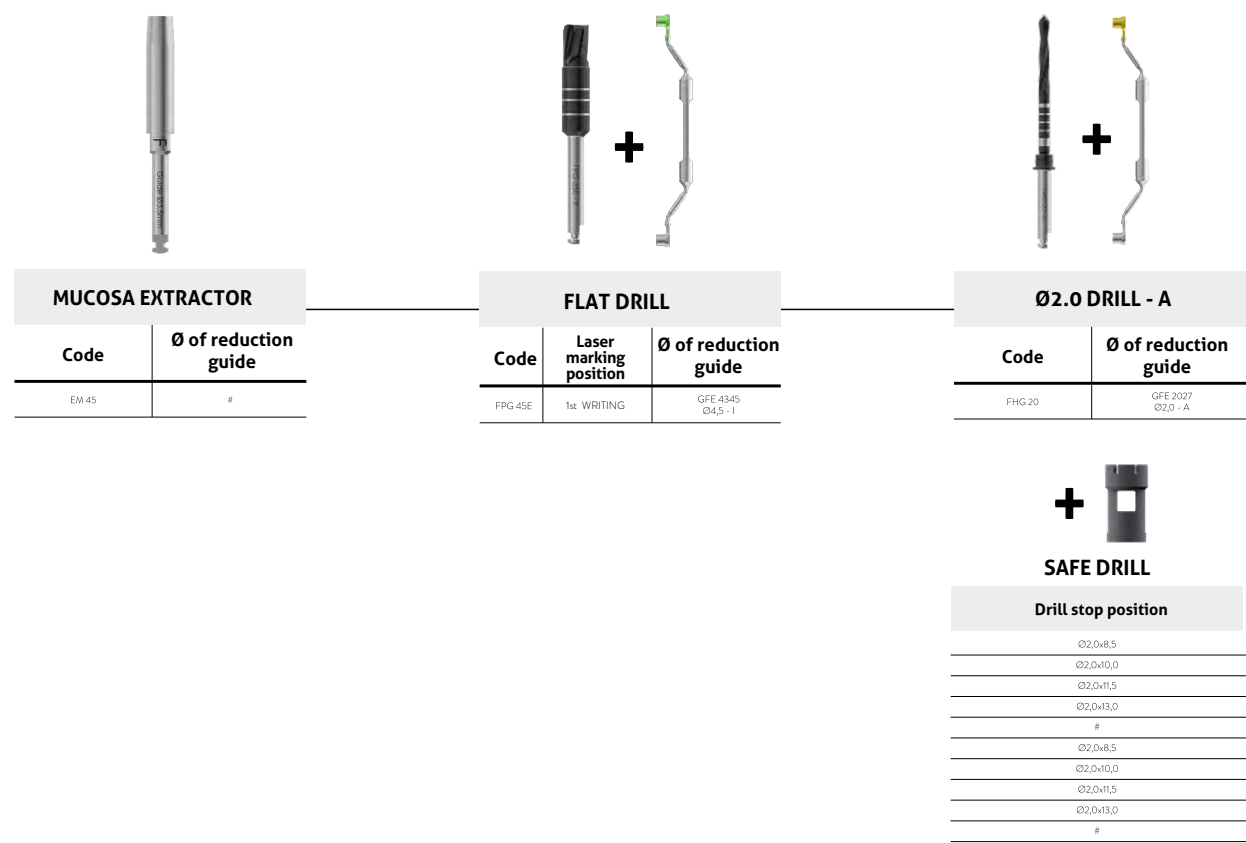 F
Guide Ø3,5mm
MUCOSA EXTRACTOR
Code
Ø of reduction
guide
EM 45
#
FLAT DRILL
Code
Laser
marking
position
Ø of reduction
guide
FPG 45E
1st WRITING
GFE 4345
Ø4,5 - I
Ø2.0 DRILL - A
Code
Ø of reduction
guide
FHG 20
GFE 2027
Ø2,0 - A
SAFE DRILL
Drill stop position
Ø2,0x8,5
Ø2,0x10,0
Ø2,0x11,5
Ø2,0x13,0
#
Ø2,0x8,5
Ø2,0x10,0
Ø2,0x11,5
Ø2,0x13,0
#